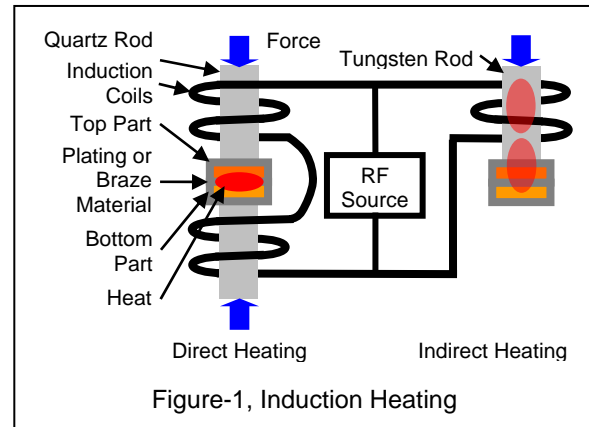 Quartz Rod
Force
Induction
Coils
Tungsten Rod
Top Part
Plating or
Braze
Material
RF
Source
Bottom
Part
Heat
Direct Heating
Indirect Heating
Figure-1, Induction Heating